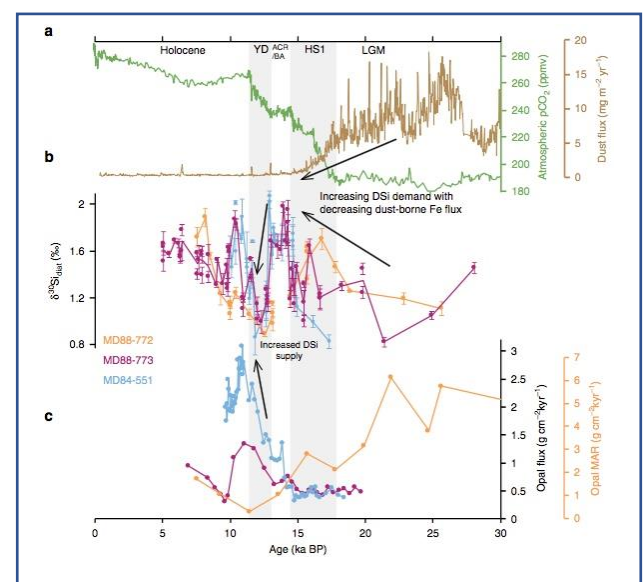 a
Holocene
YD
ACR
/BA
HS1
LGM
280
260
240
220
200
180
Atmospheric pCO2 (ppmv)
20
15
10
5
0
Dust flux (mg m⁻² yr⁻¹)
b
Increasing DSi demand with
decreasing dust-borne Fe flux
2
1.6
1.2
0.8
δ³⁰Sidiat (‰)
MD88-772
MD88-773
MD84-551
Increased DSi
supply
c
3
2.5
2
1.5
1
0.5
0
Opal flux (g cm⁻²kyr⁻¹)
7
6
5
4
3
2
1
0
Opal MAR (g cm⁻²kyr⁻¹)
0
5
10
15
20
25
30
Age (ka BP)